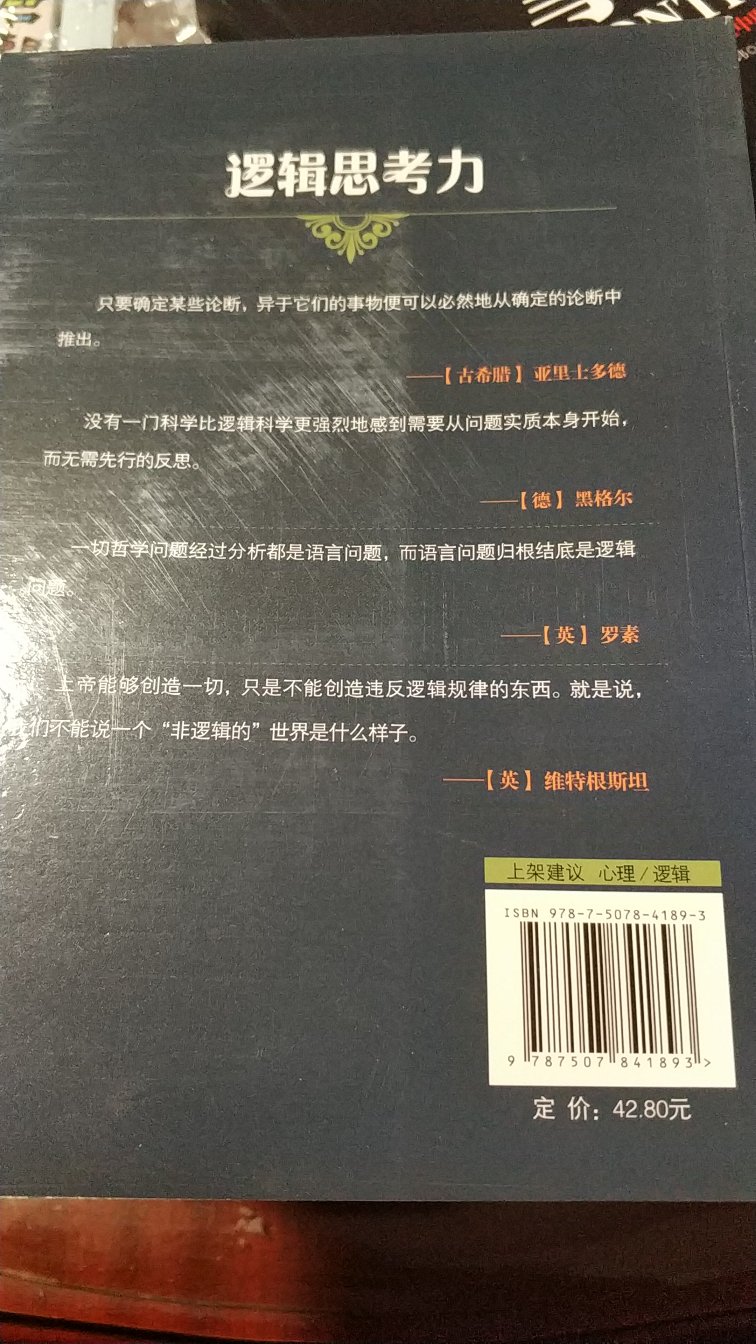 逻辑思考力
只要确定某些论断，异于它们的事物便可以必然地从确定的论断中
推出。
——【古希腊】亚里士多德
没有一门科学比逻辑科学更强烈地感到需要从问题实质本身开始，
而无需先行的反思。
——【德】黑格尔
一切哲学问题经过分析都是语言问题，而语言问题归根结底是逻辑
问题。
——【英】罗素
上帝能够创造一切，只是不能创造违反逻辑规律的东西。就是说，
我们不能说一个“非逻辑的”世界是什么样子。
——【英】维特根斯坦
上架建议 心理/逻辑
ISBN 978-7-5078-4189-3
9 787507 841893 >
定 价：42.80元